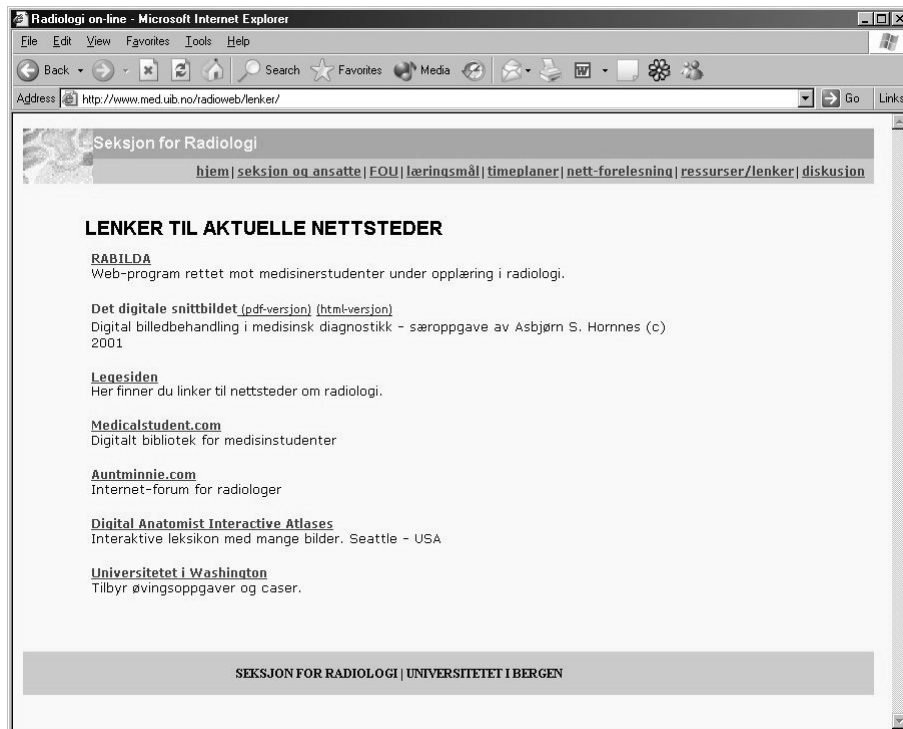 Radiologi on-line - Microsoft Internet Explorer
File Edit View Favorites Tools Help
Back Search Favorites Media
Address http://www.med.uib.no/radioweb/lenker/ Go Links
Seksjon for Radiologi
hjem | seksjon og ansatte | FOU | læringsmål | timeplaner | nett-forelesning | ressurser/lenker | diskusjon
LENKER TIL AKTUELLE NETTSTEDER
RABILDA
Web-program rettet mot medisinerstudenter under opplæring i radiologi.
Det digitale snittbildet (pdf-versjon) (html-versjon)
Digital billedbehandling i medisinsk diagnostikk - særoppgave av Asbjørn S. Hornnes (c)
2001
Legesiden
Her finner du linker til nettsteder om radiologi.
Medicalstudent.com
Digitalt bibliotek for medisinstudenter
Auntminnie.com
Internet-forum for radiologer
Digital Anatomist Interactive Atlases
Interaktive leksikon med mange bilder. Seattle - USA
Universitetet i Washington
Tilbyr øvingsoppgaver og caser.
SEKSJON FOR RADIOLOGI | UNIVERSITETET I BERGEN